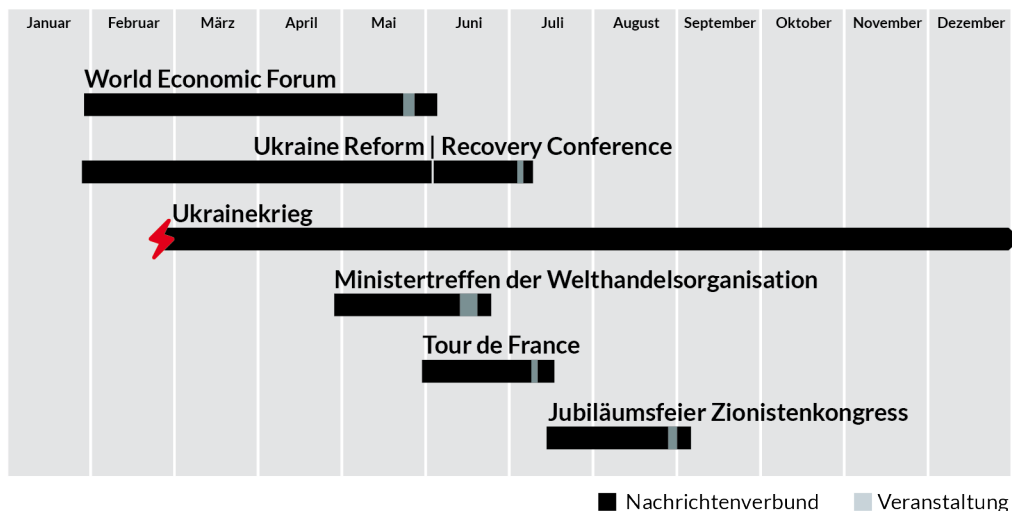 Januar Februar März April Mai Juni Juli August September Oktober November Dezember
World Economic Forum
Ukraine Reform | Recovery Conference
Ukrainekrieg
Ministertreffen der Welthandelsorganisation
Tour de France
Jubiläumsfeier Zionistenkongress
Nachrichtenverbund Veranstaltung